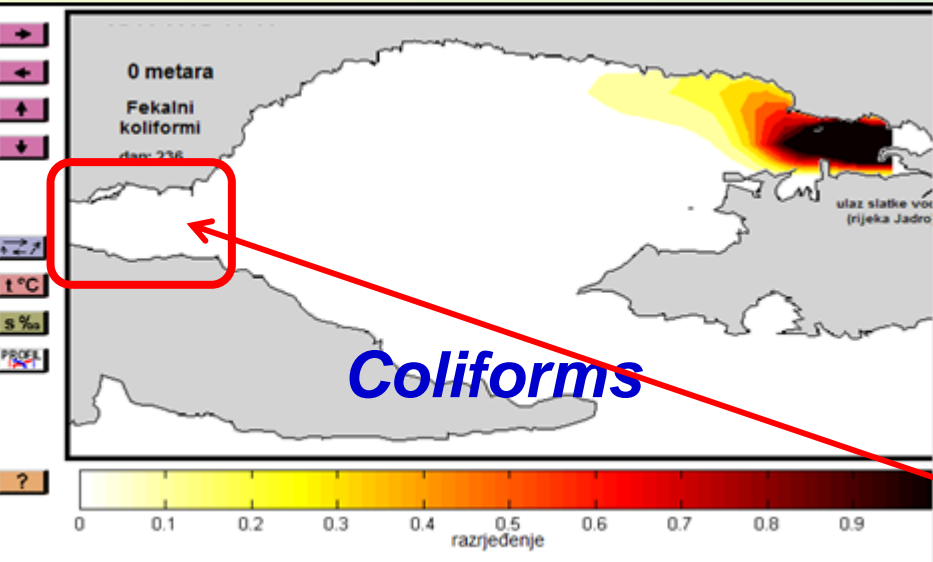 0 metara
Fekalni
koliformi
dan: 236
ulaz slatke
(rijeka Jadro
t ºC
s ‰
PROFIL
Coliforms
?
0 0.1 0.2 0.3 0.4 0.5 0.6 0.7 0.8 0.9
razrjeđenje